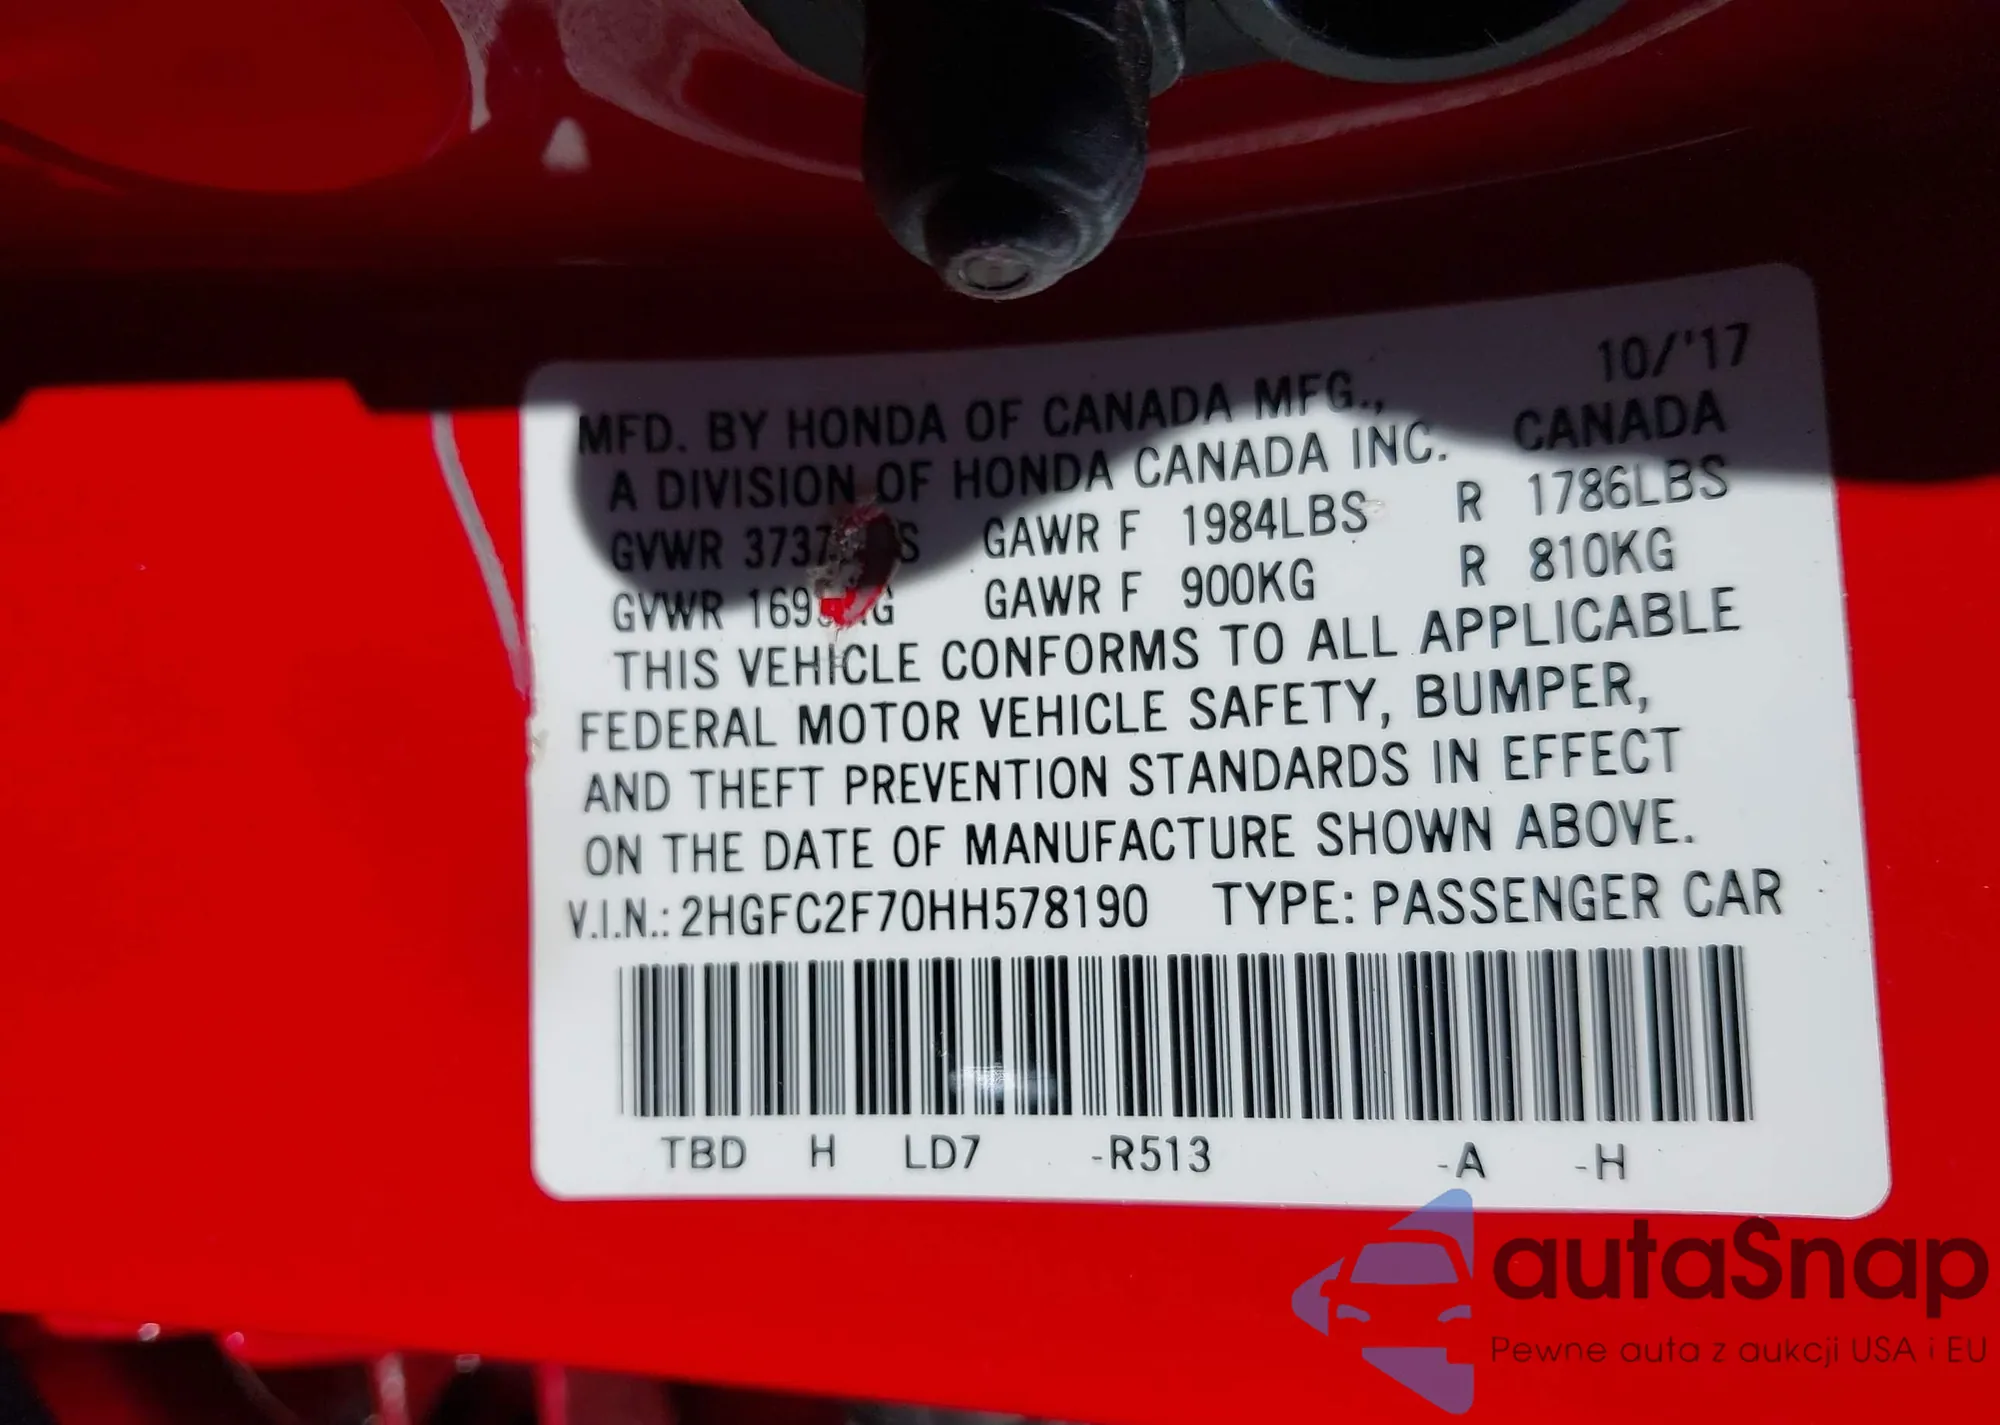 10/'17
MFD. BY HONDA OF CANADA MFG.,
A DIVISION OF HONDA CANADA INC. CANADA
GVWR GAWR F 1984LBS R 1786LBS
GVWR GAWR F 900KG R 810KG
THIS VEHICLE CONFORMS TO ALL APPLICABLE
FEDERAL MOTOR VEHICLE SAFETY, BUMPER,
AND THEFT PREVENTION STANDARDS IN EFFECT
ON THE DATE OF MANUFACTURE SHOWN ABOVE.
V.I.N.: 2HGFC2F70HH578190 TYPE: PASSENGER CAR
TBD H LD7 -R513 -A -H
autaSnap
Pewne auta z aukcji USA i EU